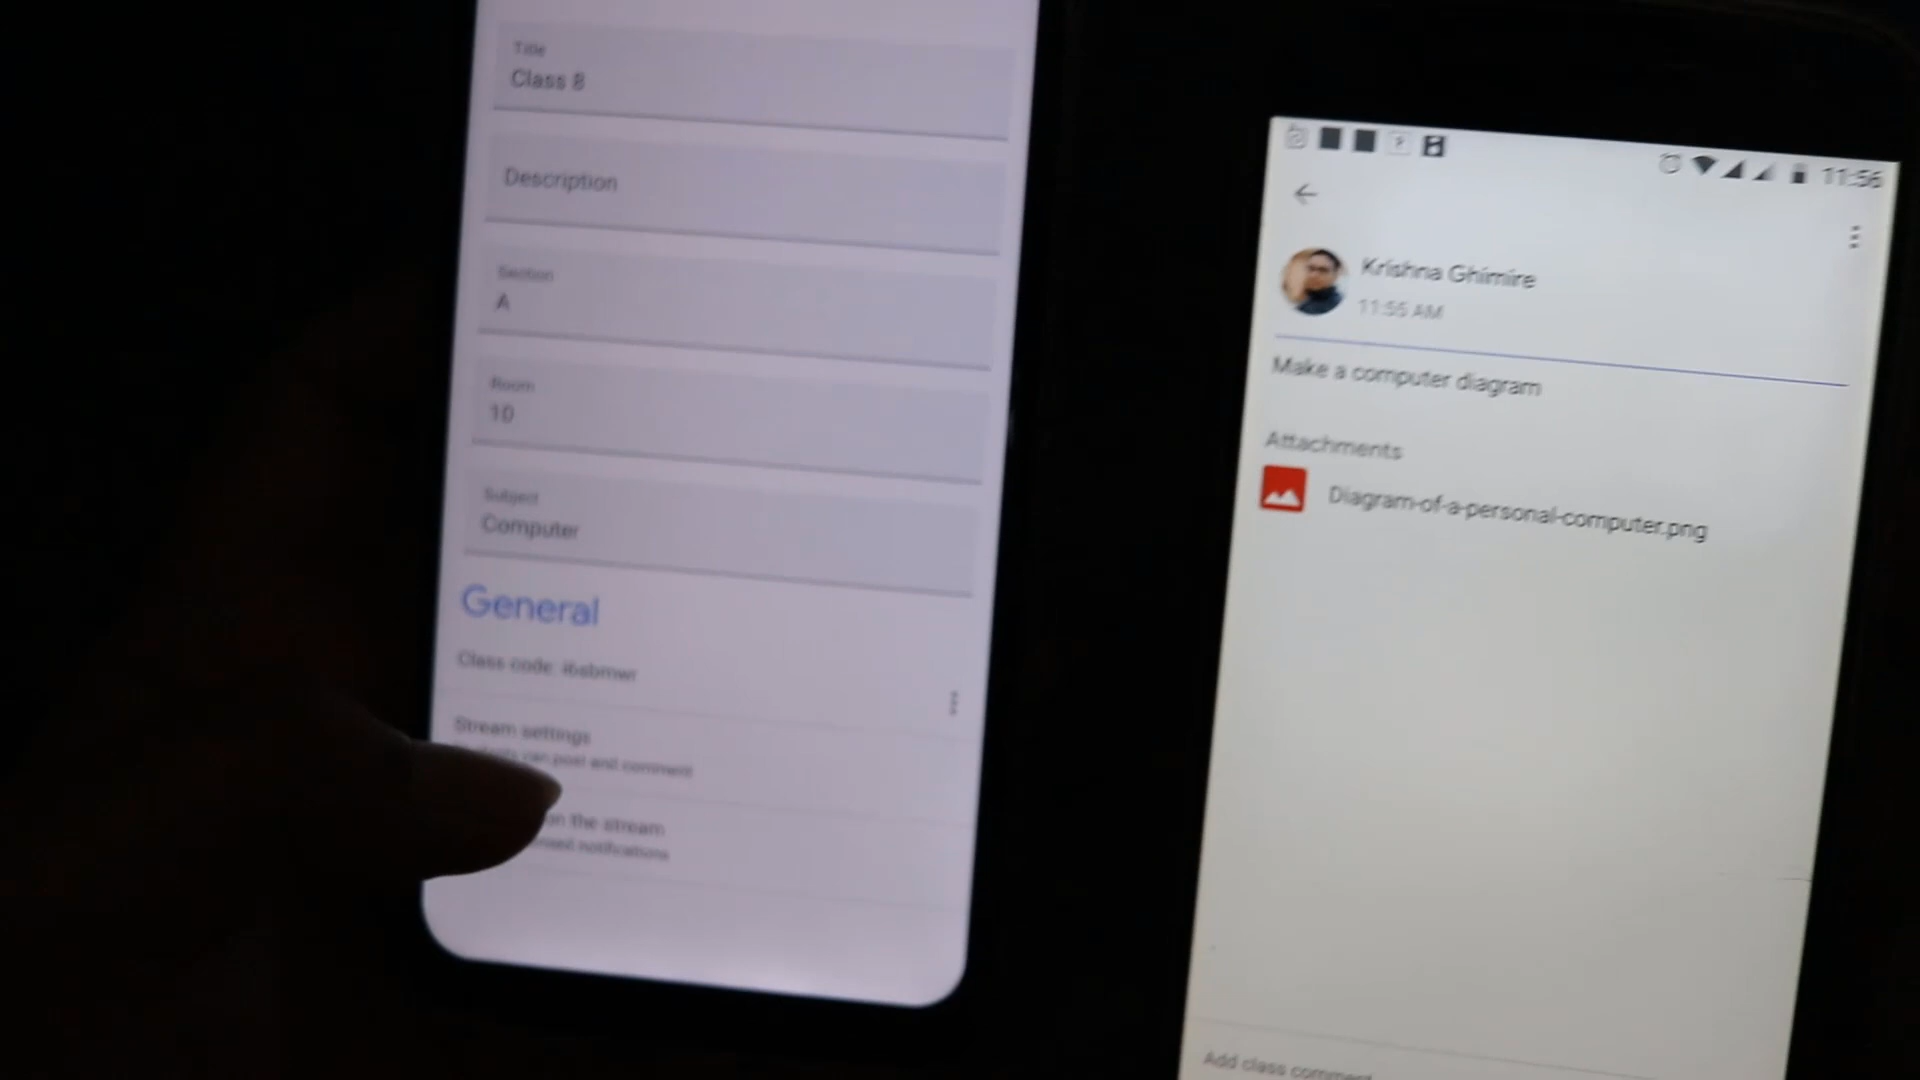 Title
Class 8
Description
Section
A
Room
10
Subject
Computer
General
Class code:
Stream settings
can post and comment
on the stream
notifications
11:56
Krishna Ghimire
11:55 AM
Make a computer diagram
Attachments
Diagram-of-a-personal-computer.png
Add class comment